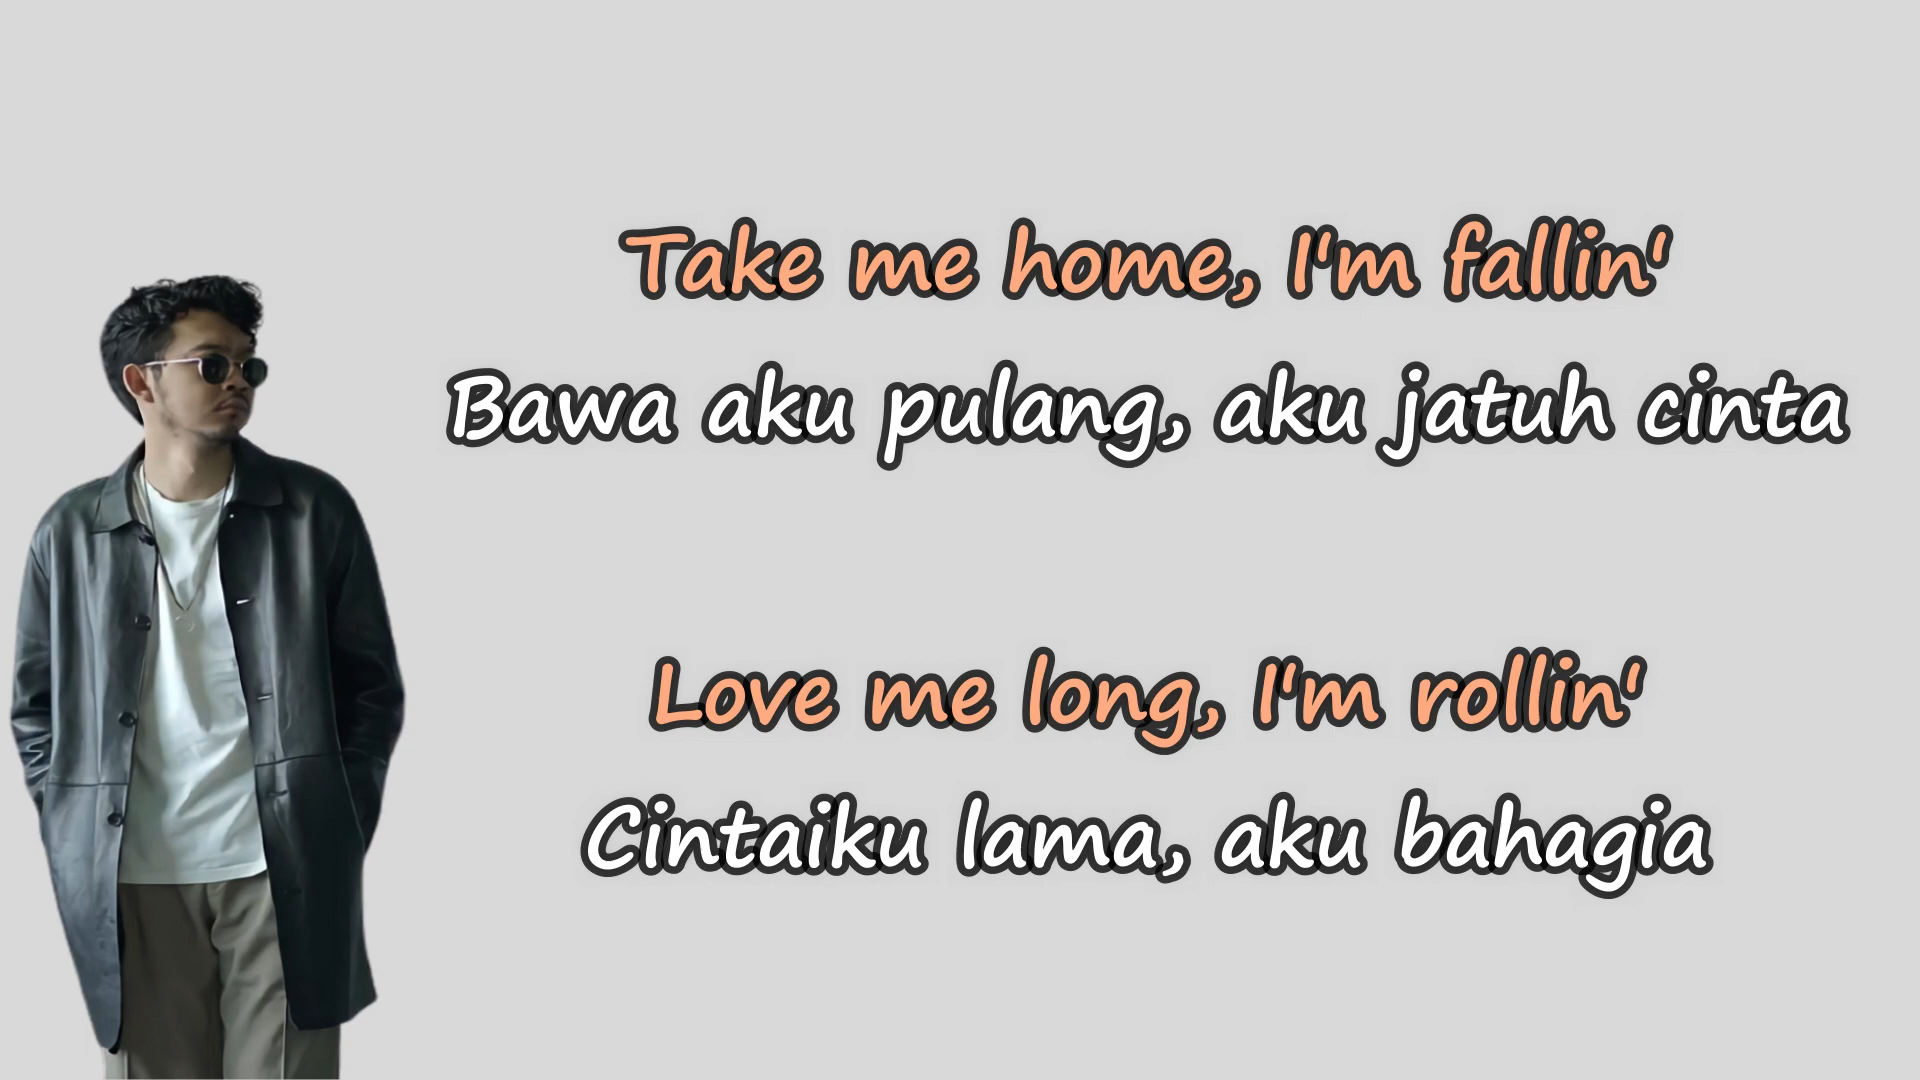 Take me home, I'm fallin'
Bawa aku pulang, aku jatuh cinta
Love me long, I'm rollin'
Cintaiku lama, aku bahagia